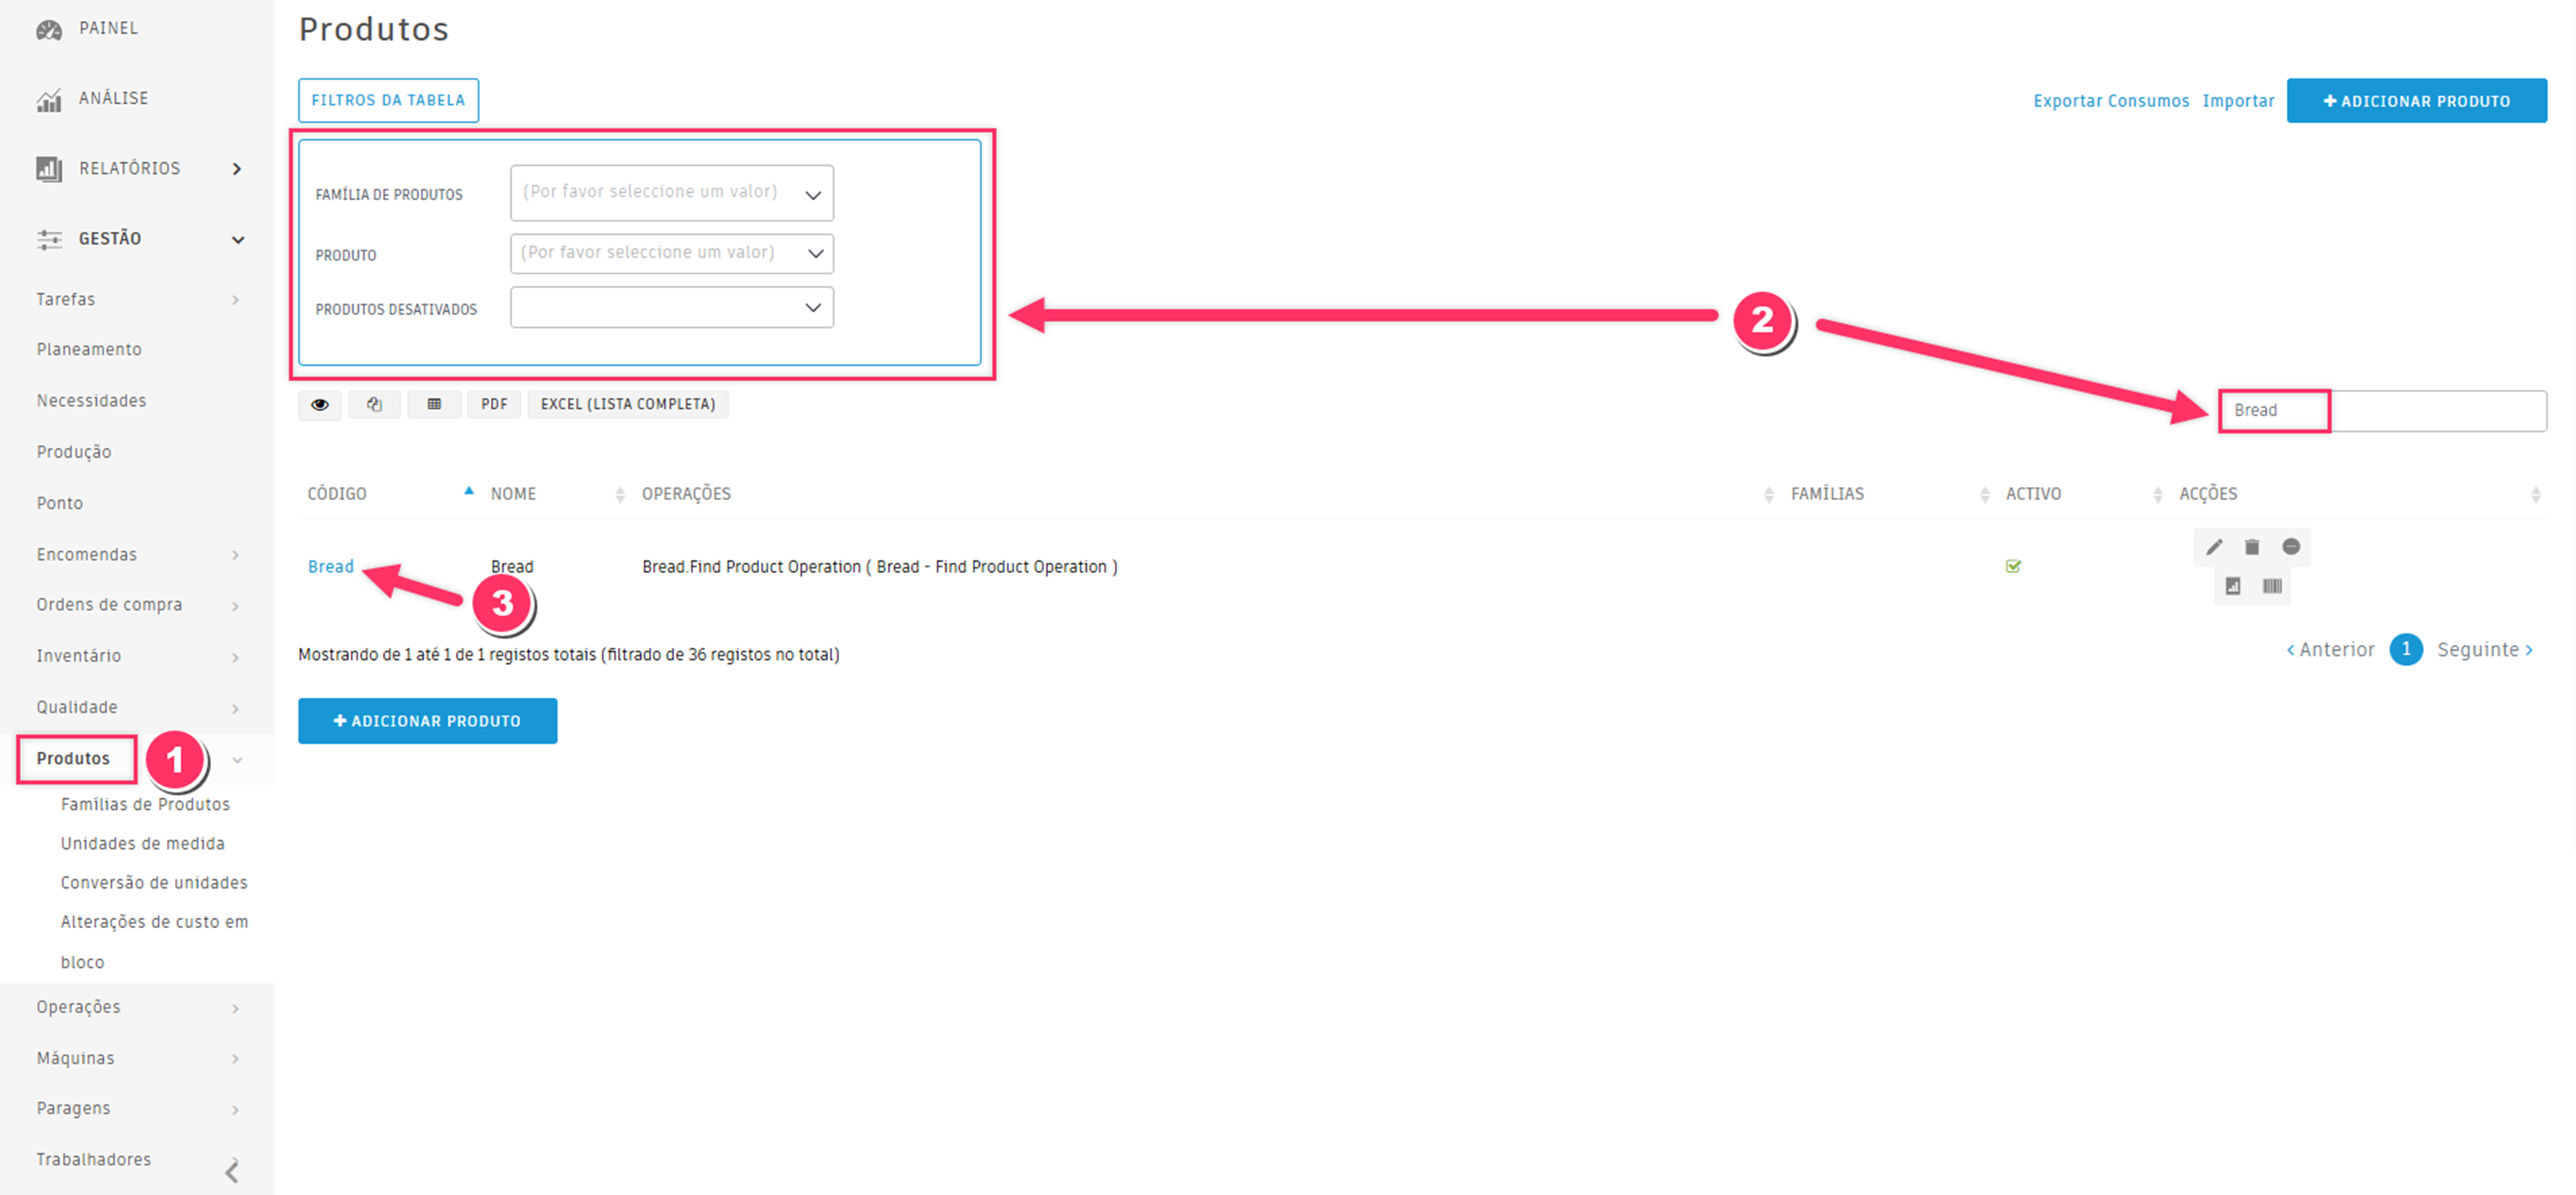 PAINEL
ANÁLISE
RELATÓRIOS
GESTÃO
Tarefas
Planeamento
Necessidades
Produção
Ponto
Encomendas
Ordens de compra
Inventário
Qualidade
Produtos
1
Famílias de Produtos
Unidades de medida
Conversão de unidades
Alterações de custo em
bloco
Operações
Máquinas
Paragens
Trabalhadores
Produtos
FILTROS DA TABELA
Exportar Consumos Importar + ADICIONAR PRODUTO
FAMÍLIA DE PRODUTOS (Por favor seleccione um valor)
PRODUTO (Por favor seleccione um valor)
PRODUTOS DESATIVADOS
2
PDF EXCEL (LISTA COMPLETA)
Bread
CÓDIGO NOME OPERAÇÕES FAMÍLIAS ACTIVO ACÇÕES
Bread Bread Bread.Find Product Operation ( Bread - Find Product Operation )
3
Mostrando de 1 até 1 de 1 registos totais (filtrado de 36 registos no total)
‹ Anterior 1 Seguinte ›
+ ADICIONAR PRODUTO